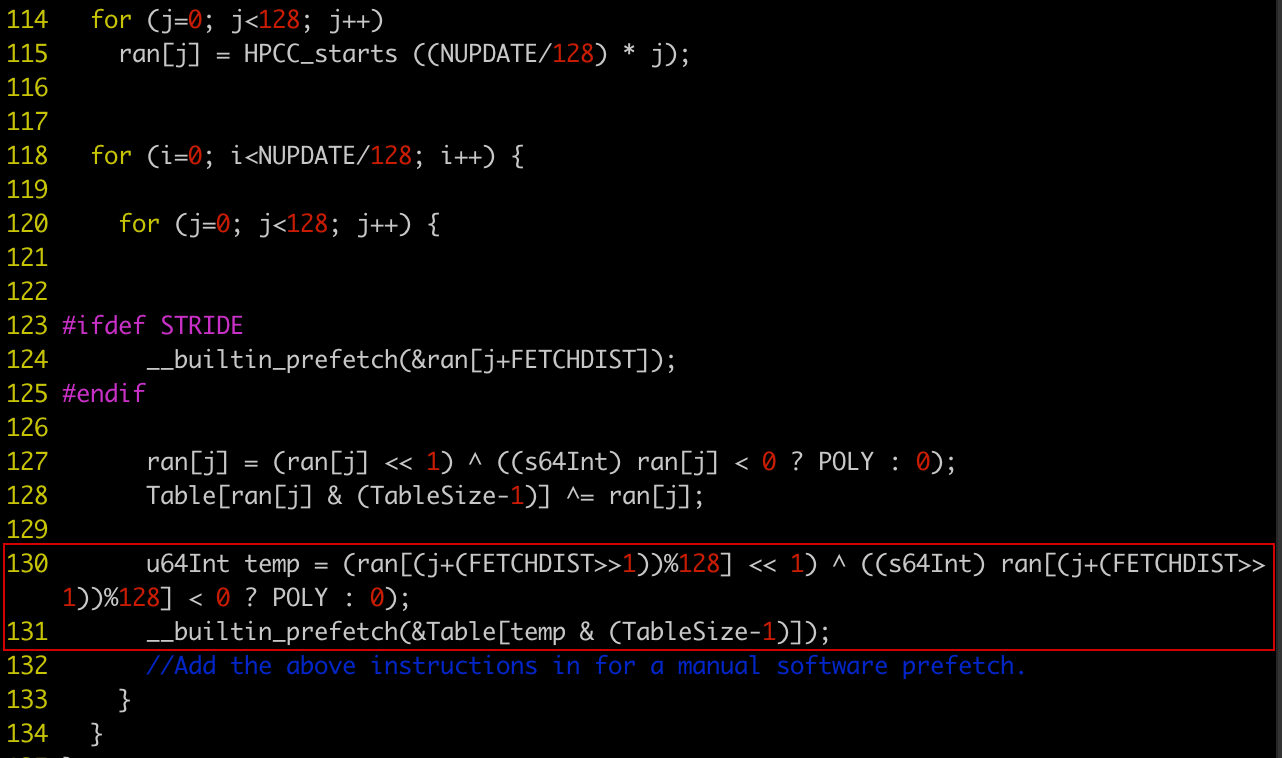 114   for (j=0; j<128; j++)
115     ran[j] = HPCC_starts ((NUPDATE/128) * j);
116
117
118   for (i=0; i<NUPDATE/128; i++) {
119
120     for (j=0; j<128; j++) {
121
122
123 #ifdef STRIDE
124       __builtin_prefetch(&ran[j+FETCHDIST]);
125 #endif
126
127       ran[j] = (ran[j] << 1) ^ ((s64Int) ran[j] < 0 ? POLY : 0);
128       Table[ran[j] & (TableSize-1)] ^= ran[j];
129
130       u64Int temp = (ran[(j+(FETCHDIST>>1))%128] << 1) ^ ((s64Int) ran[(j+(FETCHDIST>>
1))%128] < 0 ? POLY : 0);
131       __builtin_prefetch(&Table[temp & (TableSize-1)]);
132       //Add the above instructions in for a manual software prefetch.
133     }
134   }